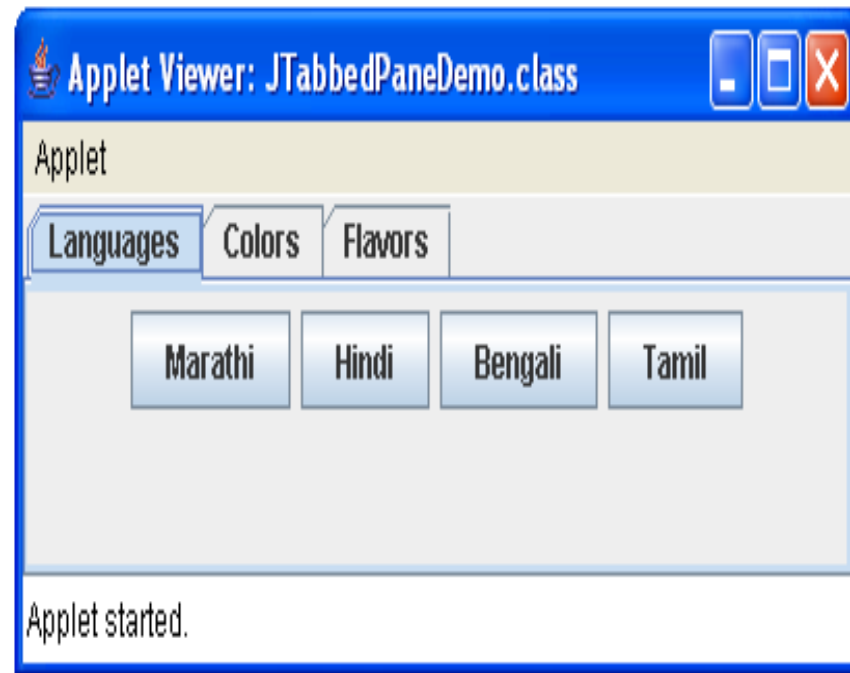 Applet Viewer: JTabbedPaneDemo.class
Applet
Languages Colors Flavors
Marathi Hindi Bengali Tamil
Applet started.